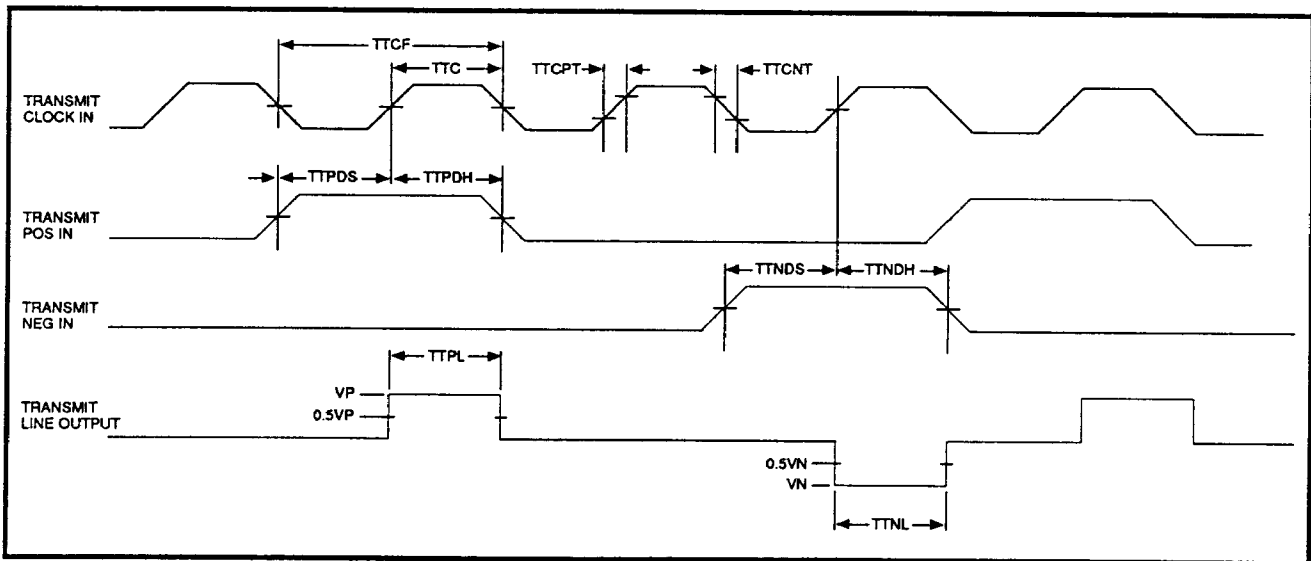 TTCF
TTC
TTCPT
TTCNT
TRANSMIT
CLOCK IN
TTPDS
TTPDH
TRANSMIT
POS IN
TTNDS
TTNDH
TRANSMIT
NEG IN
TTPL
VP
0.5VP
TRANSMIT
LINE OUTPUT
0.5VN
VN
TTNL